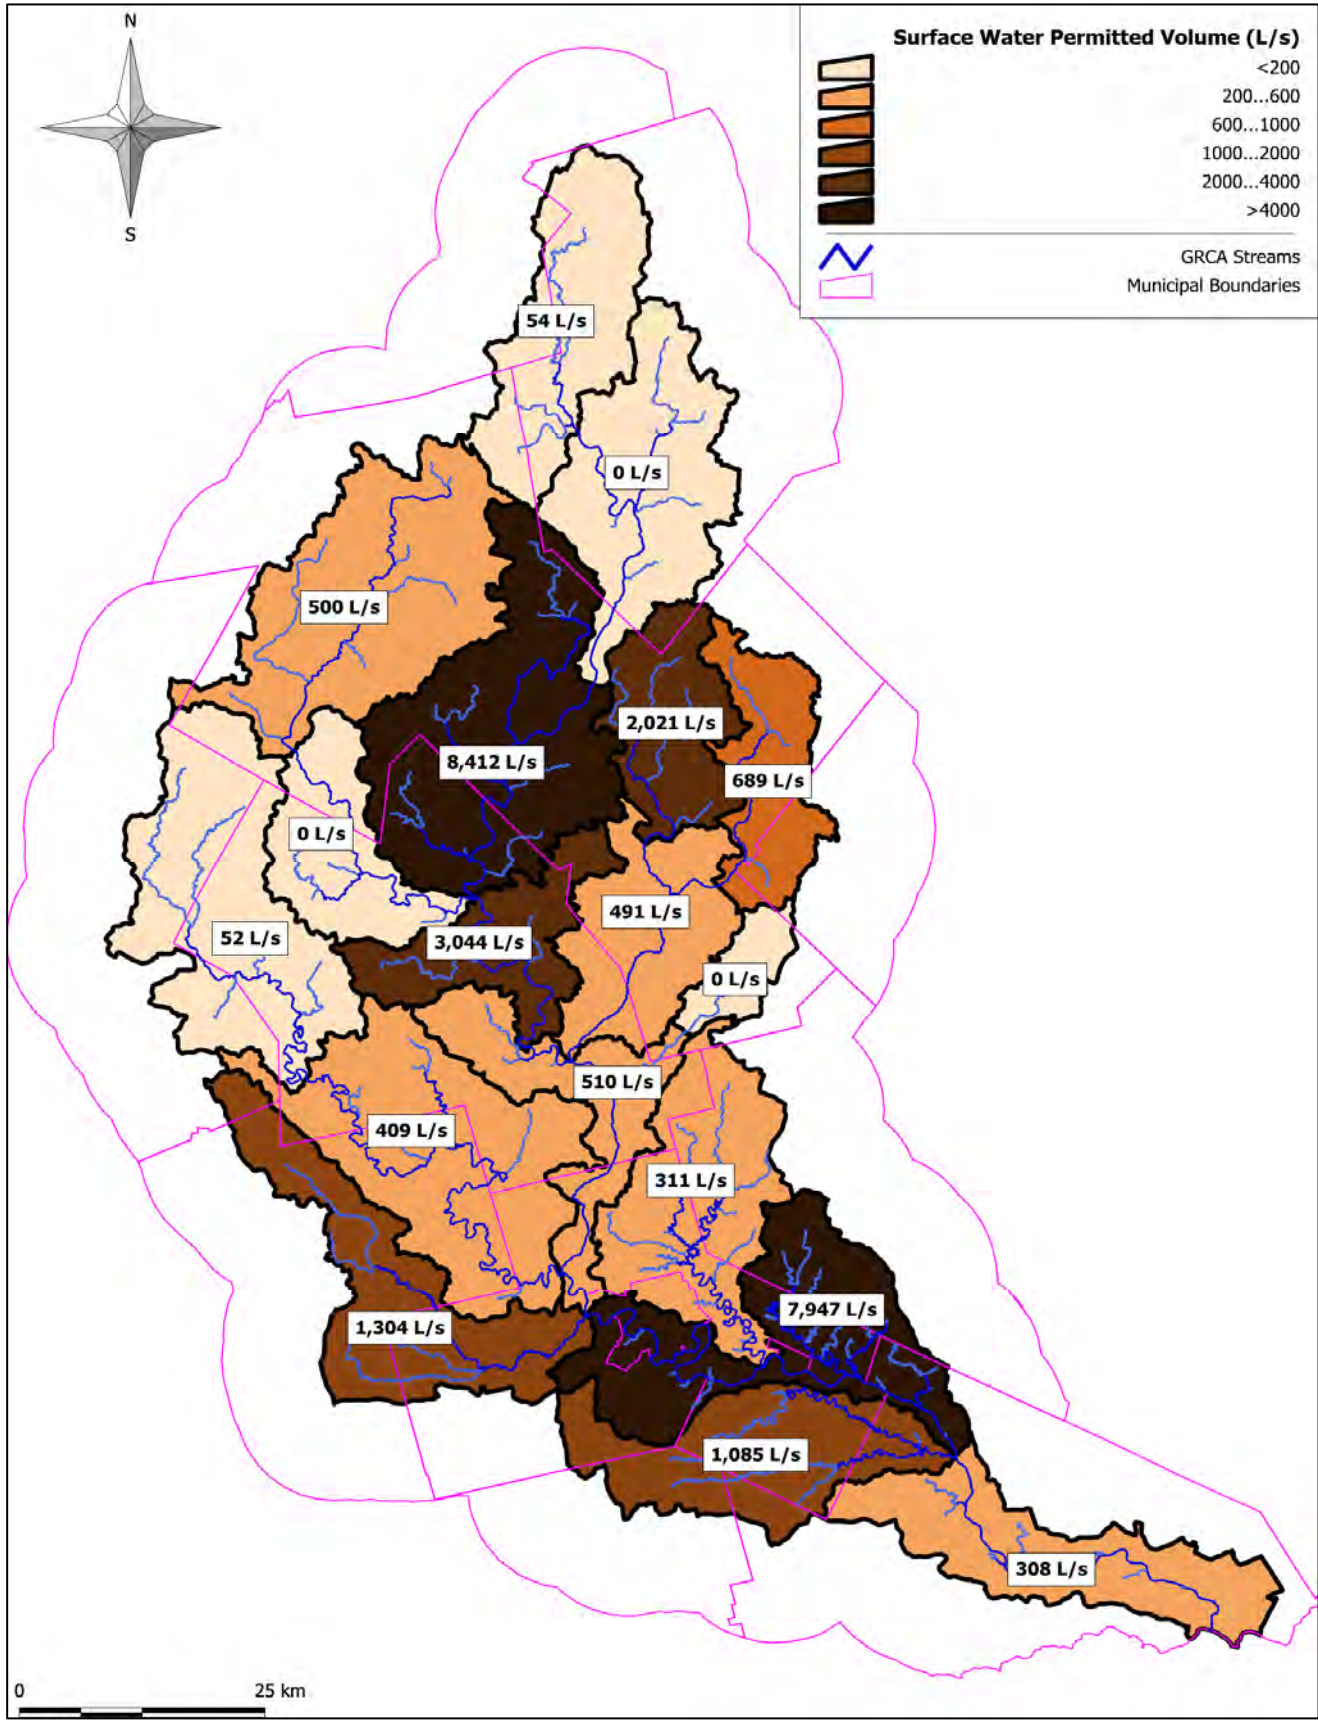 N
S
Surface Water Permitted Volume (L/s)
<200
200...600
600...1000
1000...2000
2000...4000
>4000
GRCA Streams
Municipal Boundaries
54 L/s
0 L/s
500 L/s
2,021 L/s
8,412 L/s
689 L/s
0 L/s
491 L/s
52 L/s
3,044 L/s
0 L/s
510 L/s
409 L/s
311 L/s
7,947 L/s
1,304 L/s
1,085 L/s
308 L/s
0
25 km